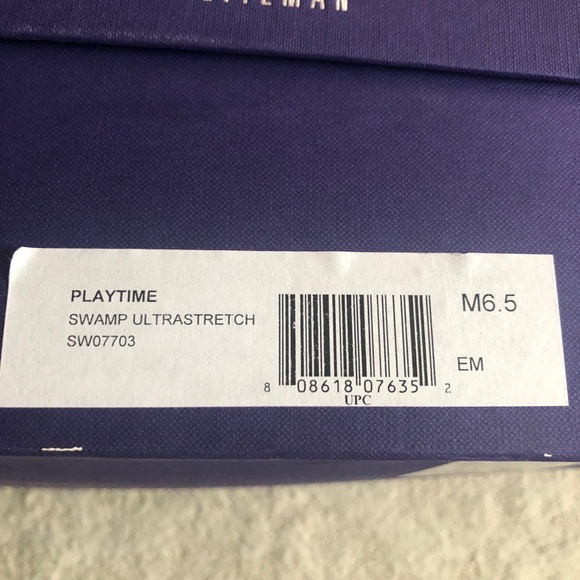 PLAYTIME
SWAMP ULTRASTRETCH
SW07703
M6.5
EM
8 08618 07635 2
UPC